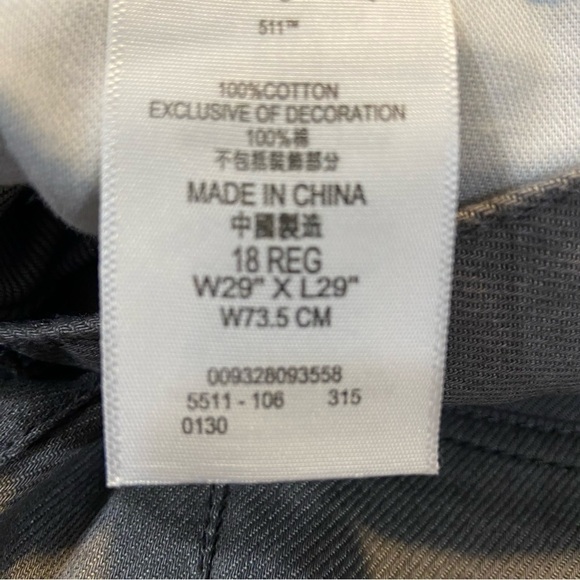 511™
100%COTTON
EXCLUSIVE OF DECORATION
100%棉
不包括裝飾部分
MADE IN CHINA
中國製造
18 REG
W29" X L29"
W73.5 CM
009328093558
5511 - 106 315
0130